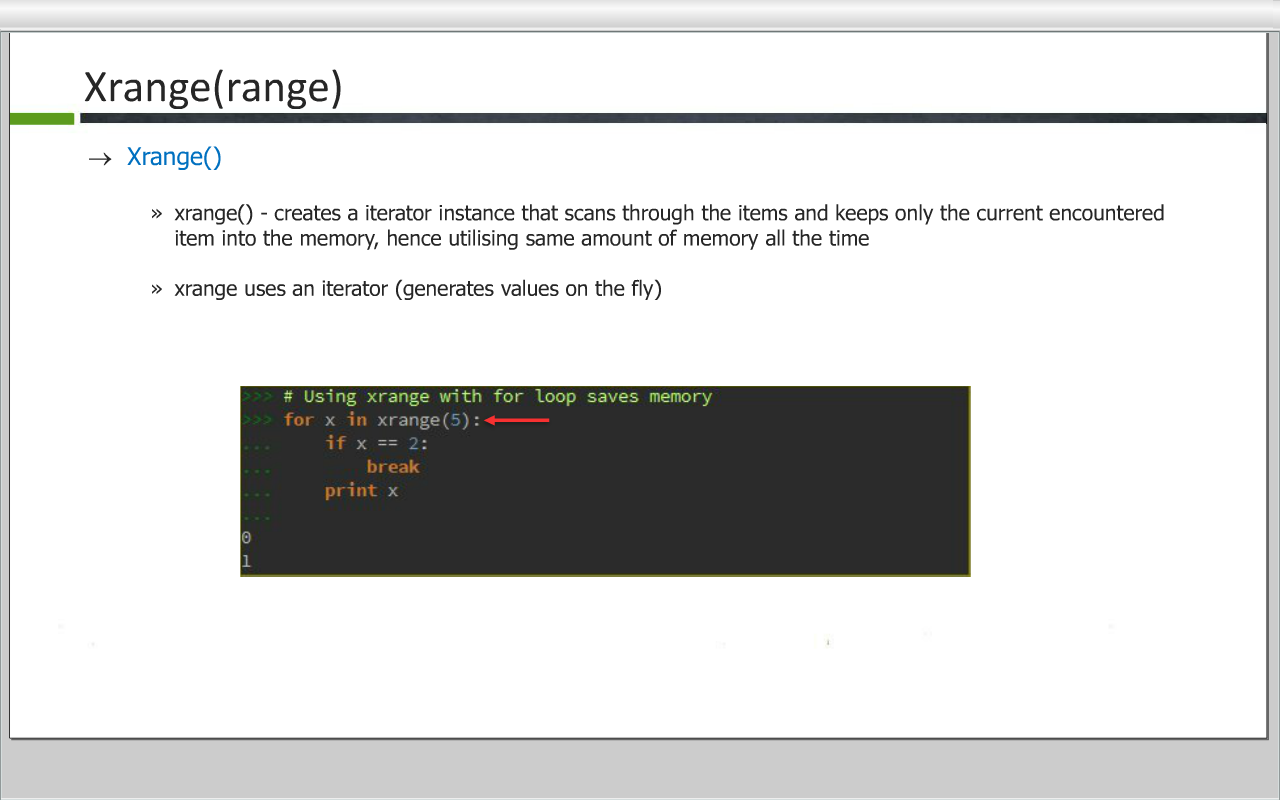 Xrange(range)
→ Xrange()
» xrange() - creates a iterator instance that scans through the items and keeps only the current encountered
item into the memory, hence utilising same amount of memory all the time
» xrange uses an iterator (generates values on the fly)
>>> # Using xrange with for loop saves memory
>>> for x in xrange(5):
...     if x == 2:
...         break
...     print x
...
0
1